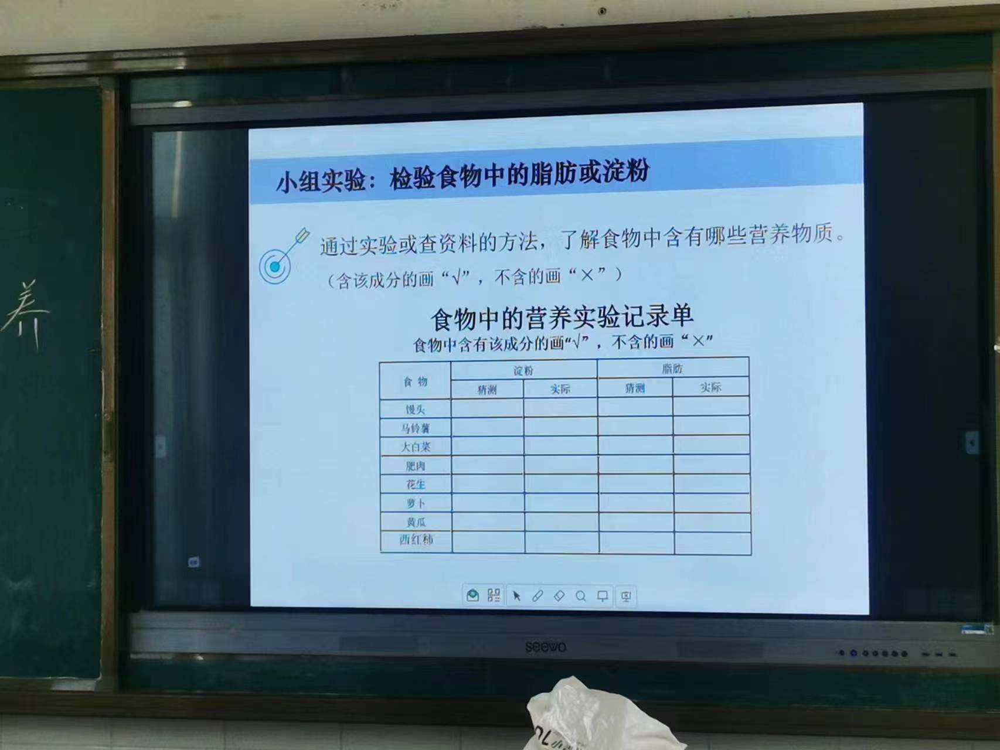 小组实验：检验食物中的脂肪或淀粉
通过实验或查资料的方法，了解食物中含有哪些营养物质。
（含该成分的画“√”，不含的画“×”）
养
食物中的营养实验记录单
食物中含有该成分的画“√”，不含的画“×”
食物 淀粉 脂肪
猜测 实际 猜测 实际
馒头
马铃薯
大白菜
肥肉
花生
萝卜
黄瓜
西红柿
seewo